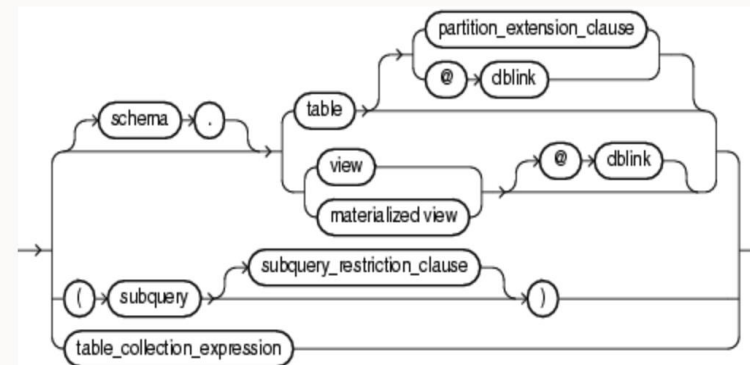 partition_extension_clause
@ dblink
schema .
table
view
@ dblink
materialized view
subquery_restriction_clause
( subquery )
table_collection_expression